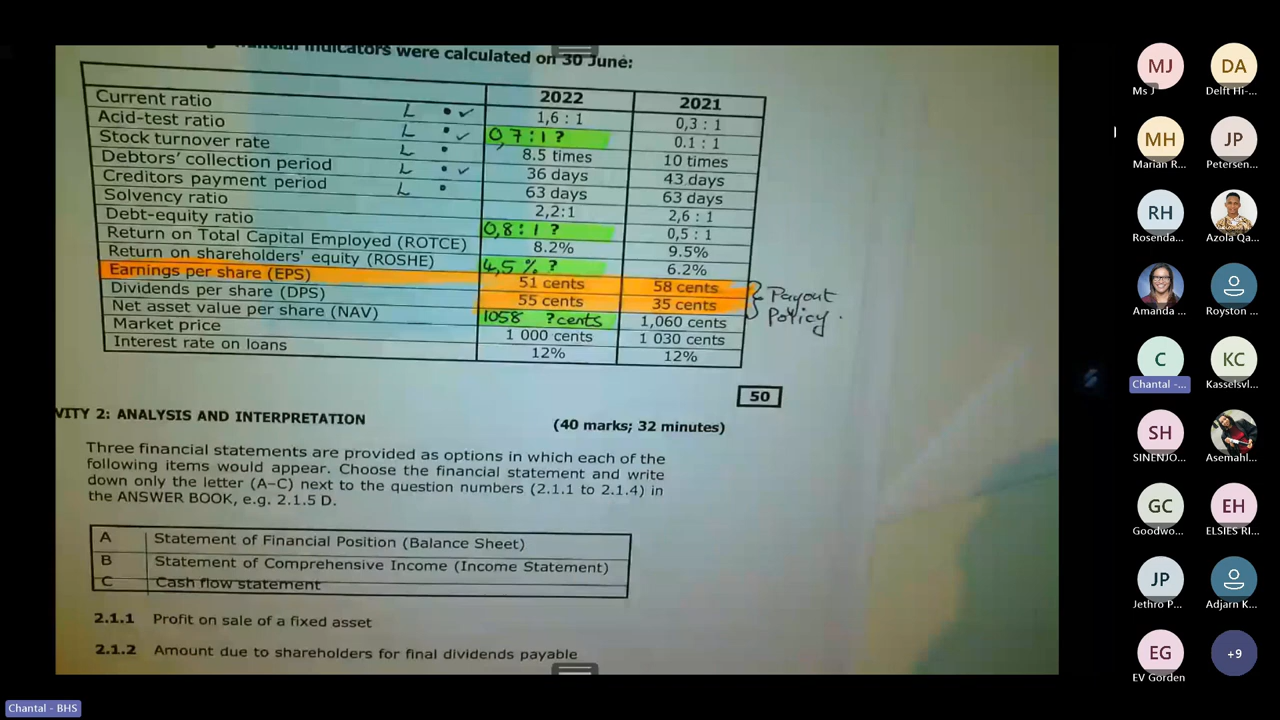 financial indicators were calculated on 30 June:
2022 2021
Current ratio L • ✓ 1,6 : 1 0,3 : 1
Acid-test ratio L • ✓ 0,7 : 1 ? 0.1 : 1
Stock turnover rate L • 8.5 times 10 times
Debtors' collection period L • ✓ 36 days 43 days
Creditors payment period L • 63 days 63 days
Solvency ratio 2,2:1 2,6 : 1
Debt-equity ratio 0,8 : 1 ? 0,5 : 1
Return on Total Capital Employed (ROTCE) 8.2% 9.5%
Return on shareholders' equity (ROSHE) 4,5 % ? 6.2%
Earnings per share (EPS) 51 cents 58 cents
Dividends per share (DPS) 55 cents 35 cents
Payout
Policy.
Net asset value per share (NAV) 1058 ?cents 1,060 cents
Market price 1 000 cents 1 030 cents
Interest rate on loans 12% 12%
50
VITY 2: ANALYSIS AND INTERPRETATION (40 marks; 32 minutes)
Three financial statements are provided as options in which each of the
following items would appear. Choose the financial statement and write
down only the letter (A–C) next to the question numbers (2.1.1 to 2.1.4) in
the ANSWER BOOK, e.g. 2.1.5 D.
A Statement of Financial Position (Balance Sheet)
B Statement of Comprehensive Income (Income Statement)
C Cash flow statement
2.1.1 Profit on sale of a fixed asset
2.1.2 Amount due to shareholders for final dividends payable
MJ
Ms J
DA
Delft Hi-...
MH
Marian R...
JP
Petersen...
RH
Rosenda...
Azola Qa...
Amanda ...
Royston ...
C
Chantal -...
KC
Kasselsvl...
SH
SINENJO...
Asemahl...
GC
Goodwo...
EH
ELSIES RI...
JP
Jethro P...
Adjarn K...
EG
EV Gorden
+9
Chantal - BHS